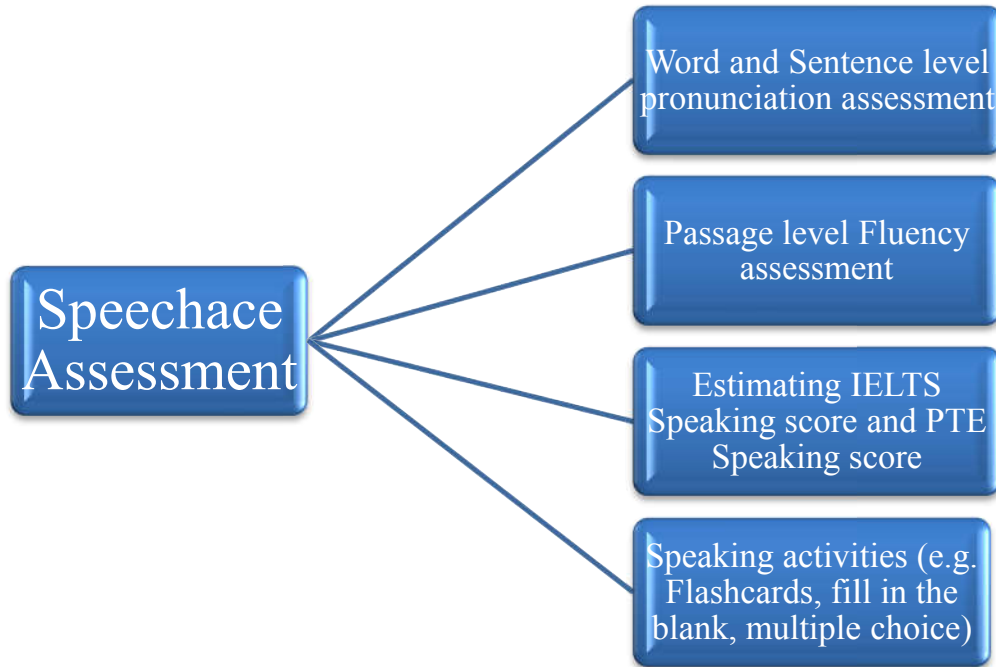 Speechace
Assessment
Word and Sentence level
pronunciation assessment
Passage level Fluency
assessment
Estimating IELTS
Speaking score and PTE
Speaking score
Speaking activities (e.g.
Flashcards, fill in the
blank, multiple choice)